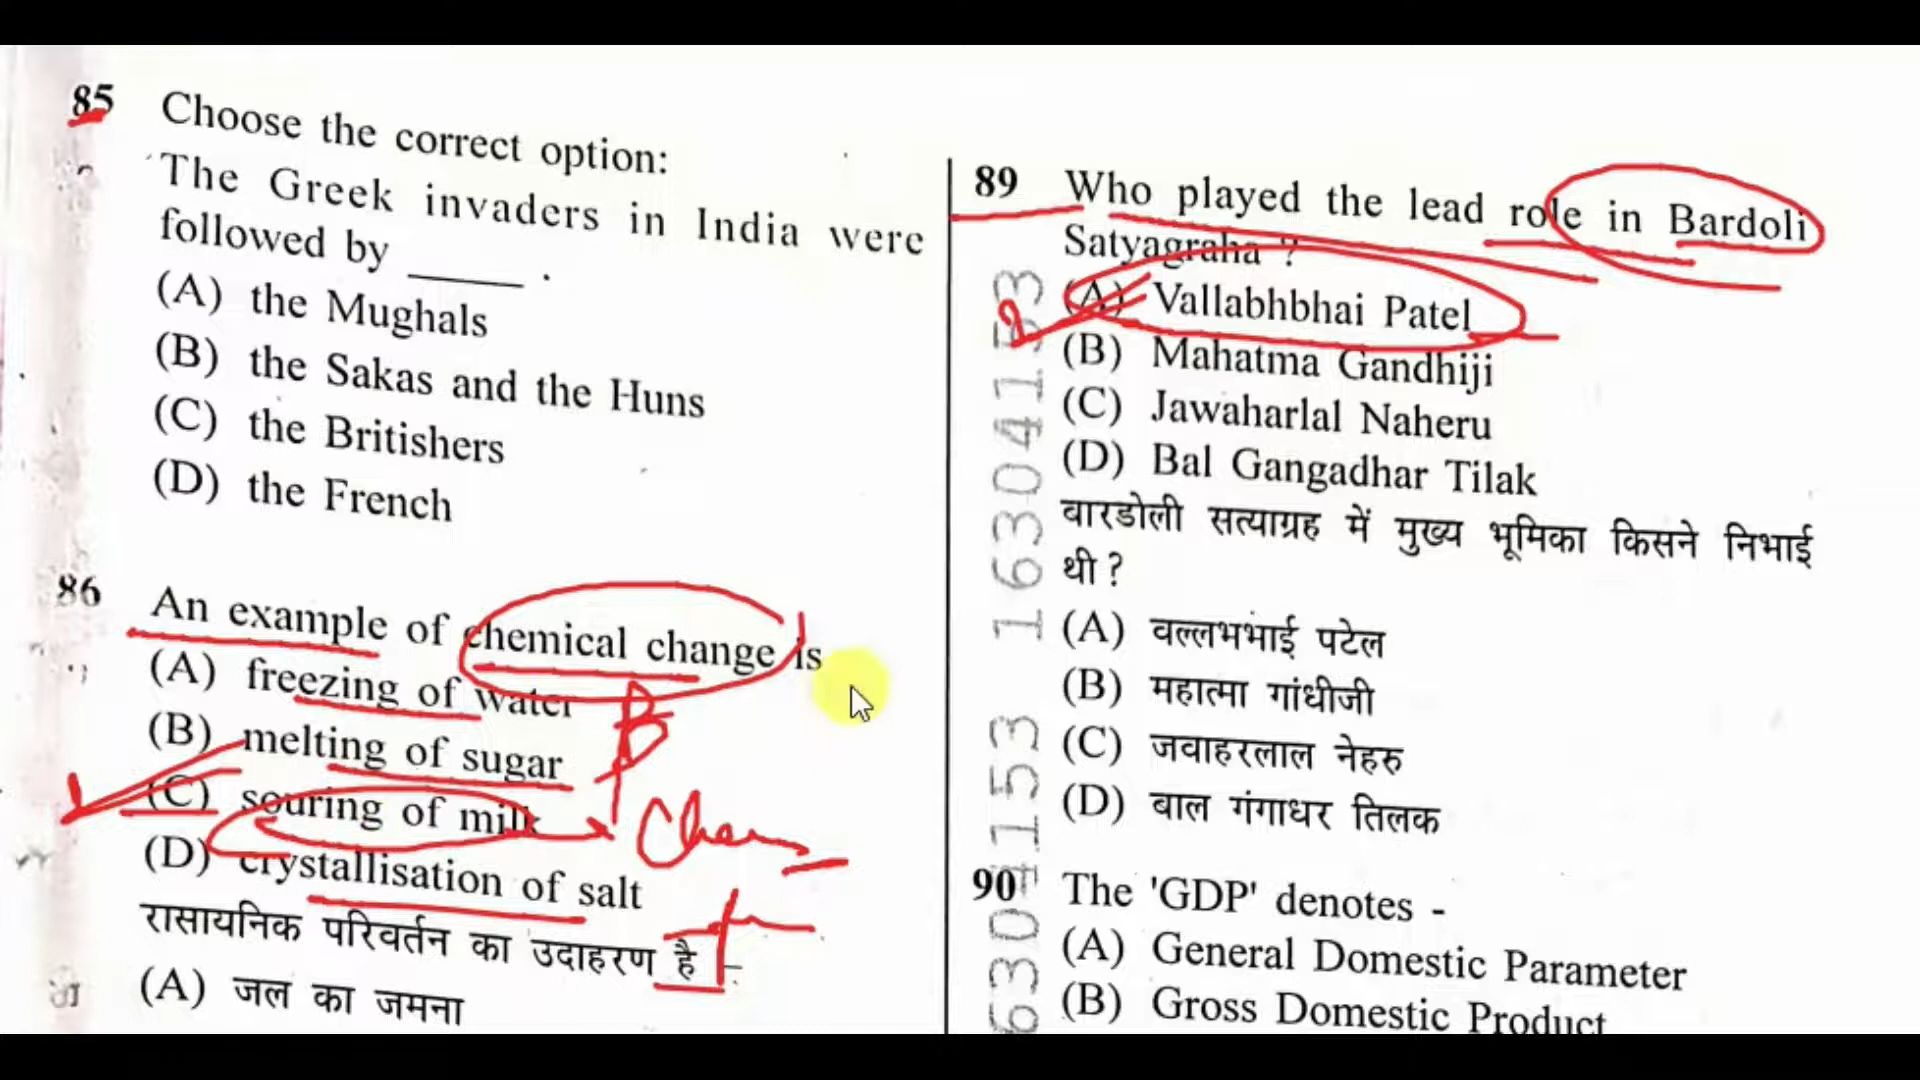 85 Choose the correct option:
The Greek invaders in India were
followed by _____ .
(A) the Mughals
(B) the Sakas and the Huns
(C) the Britishers
(D) the French
86 An example of chemical change is
(A) freezing of water
(B) melting of sugar
(C) souring of milk
(D) crystallisation of salt
रासायनिक परिवर्तन का उदाहरण है -
(A) जल का जमना
B
Chem
89 Who played the lead role in Bardoli
Satyagraha ?
(A) Vallabhbhai Patel
(B) Mahatma Gandhiji
(C) Jawaharlal Naheru
(D) Bal Gangadhar Tilak
बारडोली सत्याग्रह में मुख्य भूमिका किसने निभाई
थी ?
(A) वल्लभभाई पटेल
(B) महात्मा गांधीजी
(C) जवाहरलाल नेहरु
(D) बाल गंगाधर तिलक
90 The 'GDP' denotes -
(A) General Domestic Parameter
(B) Gross Domestic Product
16304153